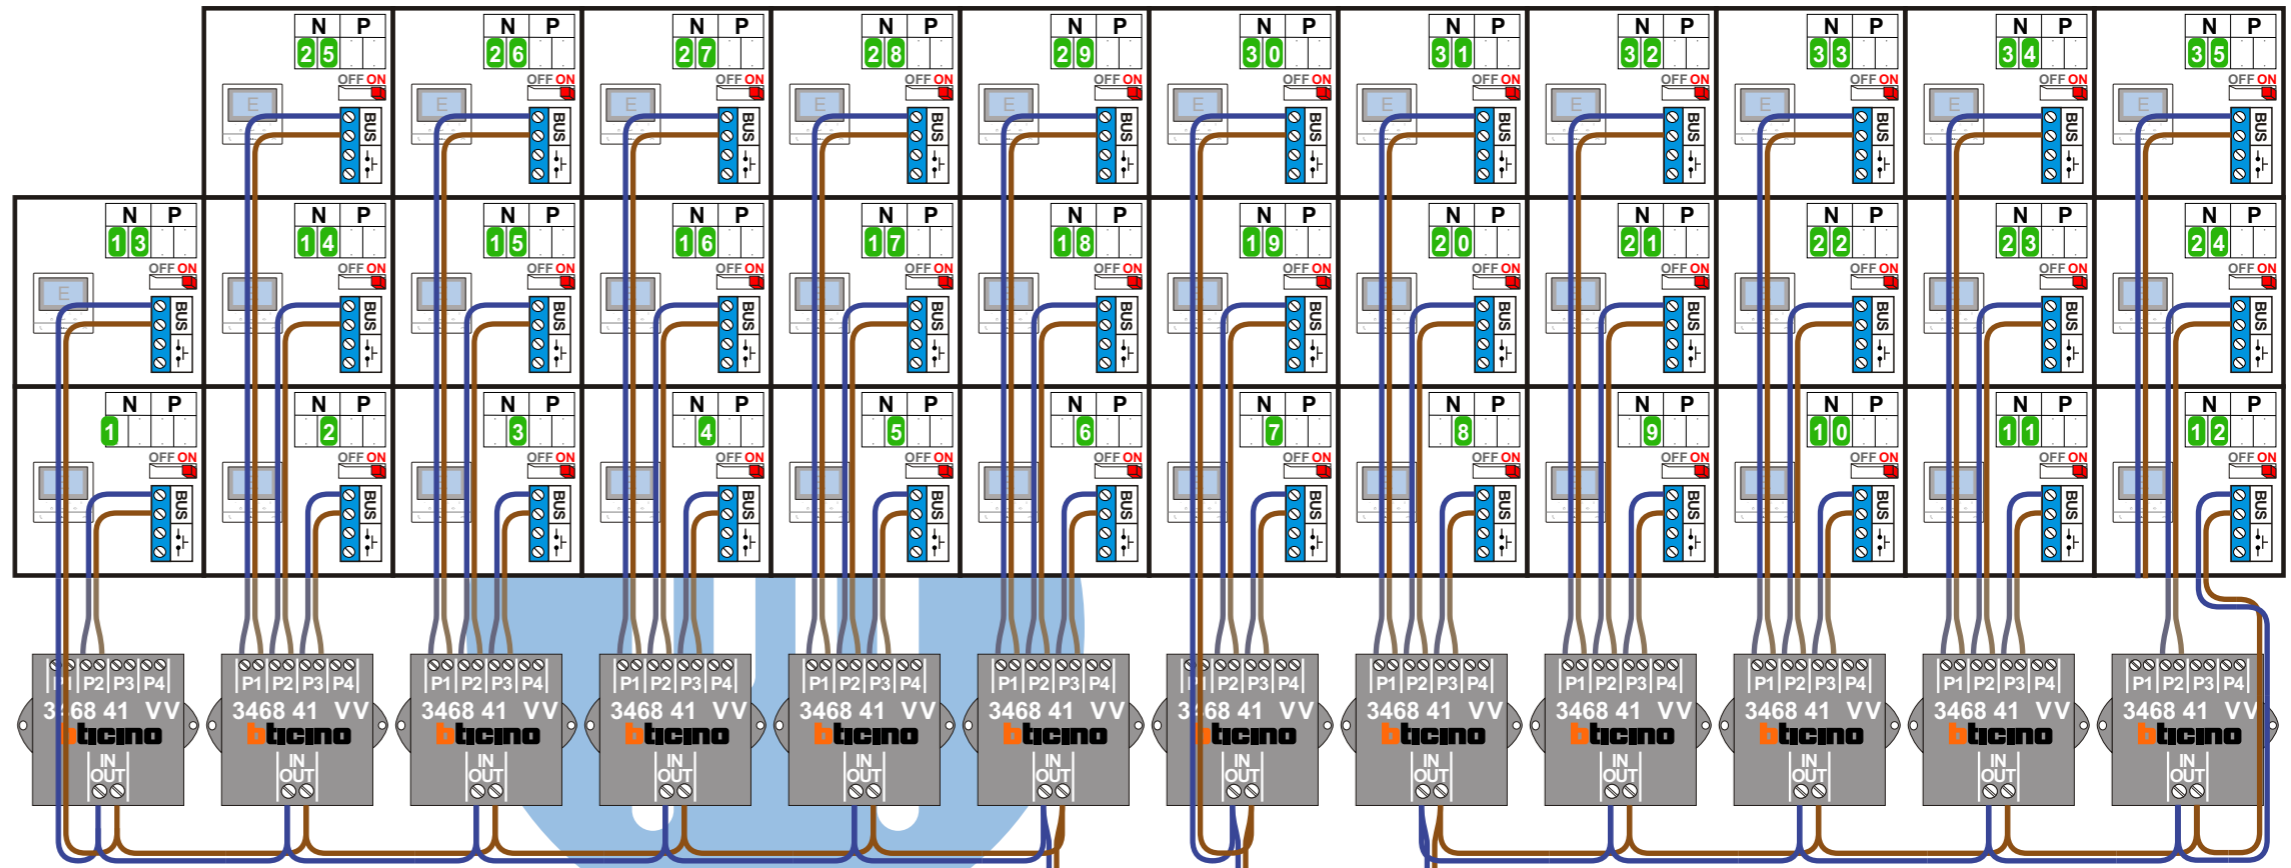 N P N P N P N P N P N P N P N P N P N P N P
25 26 27 28 29 30 31 32 33 34 35
OFF ON OFF ON OFF ON OFF ON OFF ON OFF ON OFF ON OFF ON OFF ON OFF ON OFF ON
E E E E E E E E E E E
BUS BUS BUS BUS BUS BUS BUS BUS BUS BUS BUS
N P N P N P N P N P N P N P N P N P N P N P N P
13 14 15 16 17 18 19 20 21 22 23 24
OFF ON OFF ON OFF ON OFF ON OFF ON OFF ON OFF ON OFF ON OFF ON OFF ON OFF ON OFF ON
E
BUS BUS BUS BUS BUS BUS BUS BUS BUS BUS BUS BUS
N P N P N P N P N P N P N P N P N P N P N P N P
1 2 3 4 5 6 7 8 9 10 11 12
OFF ON OFF ON OFF ON OFF ON OFF ON OFF ON OFF ON OFF ON OFF ON OFF ON OFF ON OFF ON
BUS BUS BUS BUS BUS BUS BUS BUS BUS BUS BUS BUS
P1 P2 P3 P4 P1 P2 P3 P4 P1 P2 P3 P4 P1 P2 P3 P4 P1 P2 P3 P4 P1 P2 P3 P4 P1 P2 P3 P4 P1 P2 P3 P4 P1 P2 P3 P4 P1 P2 P3 P4 P1 P2 P3 P4 P1 P2 P3 P4
3468 41 VV 3468 41 VV 3468 41 VV 3468 41 VV 3468 41 VV 3468 41 VV 3468 41 VV 3468 41 VV 3468 41 VV 3468 41 VV 3468 41 VV 3468 41 VV
bticino bticino bticino bticino bticino bticino bticino bticino bticino bticino bticino bticino
IN IN IN IN IN IN IN IN IN IN IN IN
OUT OUT OUT OUT OUT OUT OUT OUT OUT OUT OUT OUT